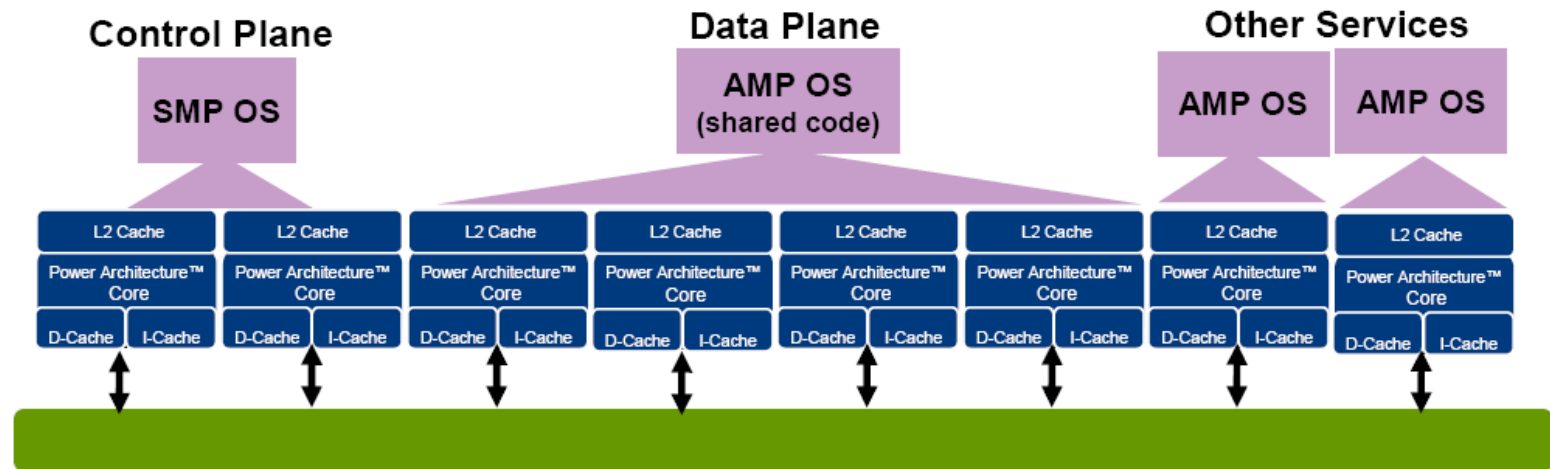 Control Plane
Data Plane
Other Services
SMP OS
AMP OS
(shared code)
AMP OS
AMP OS
L2 Cache
Power Architecture™
Core
D-Cache
I-Cache
L2 Cache
Power Architecture™
Core
D-Cache
I-Cache
L2 Cache
Power Architecture™
Core
D-Cache
I-Cache
L2 Cache
Power Architecture™
Core
D-Cache
I-Cache
L2 Cache
Power Architecture™
Core
D-Cache
I-Cache
L2 Cache
Power Architecture™
Core
D-Cache
I-Cache
L2 Cache
Power Architecture™
Core
D-Cache
I-Cache
L2 Cache
Power Architecture™
Core
D-Cache
I-Cache